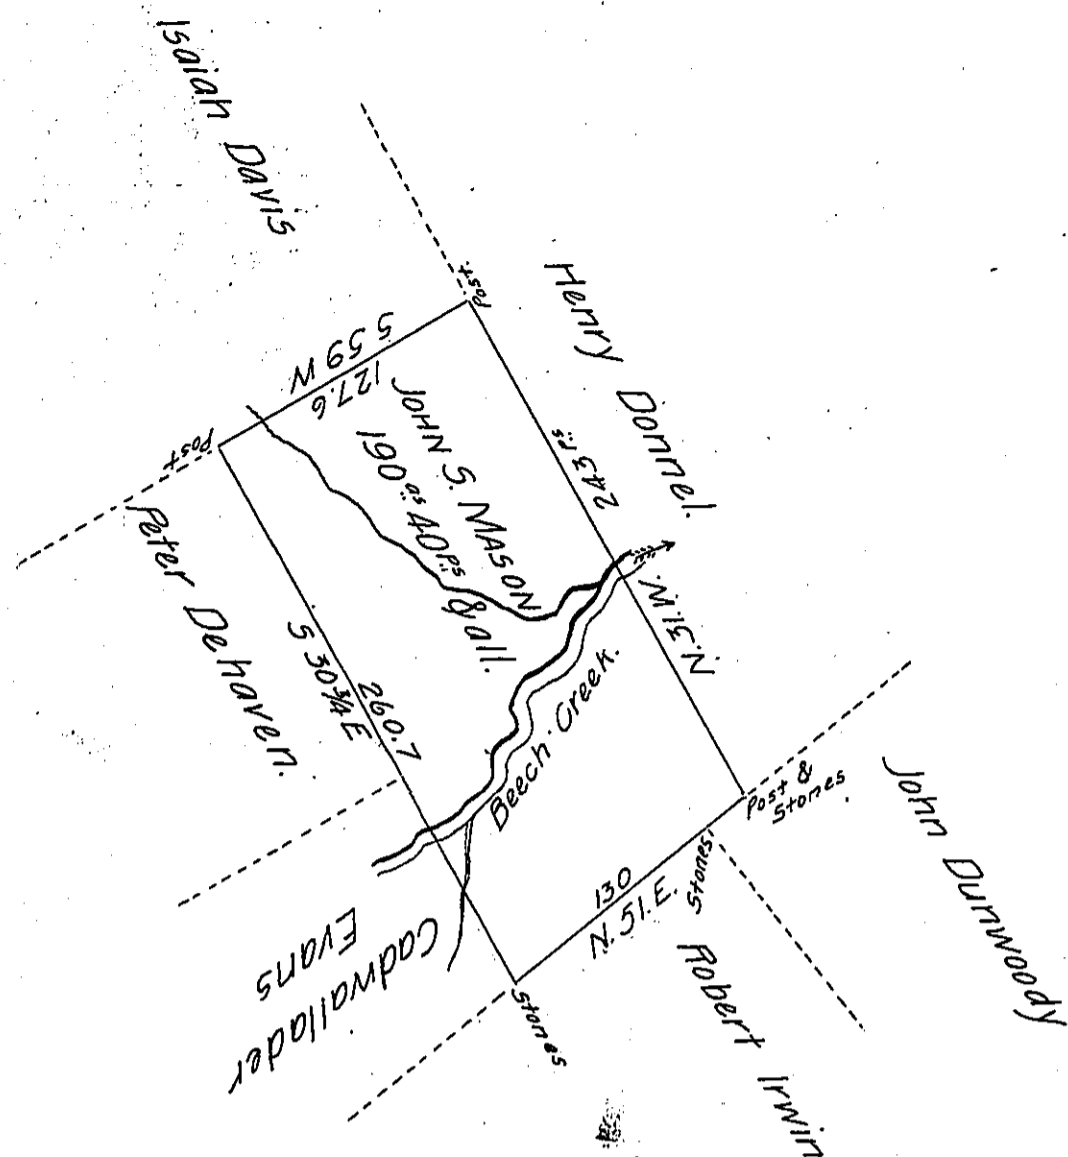 Isaiah Davis
Post.
Henry Donnel.
S 59 W
127.6
JOHN S. MASON
190 as 40 Ps
& all.
243 Ps
N. 31. W.
Post
Peter Dehaven.
S 30¾ E
260.7
Beech Creek.
Post &
Stones
John Dunwoody
130
N. 51. E.
Stones
Robert Irwin
Stones
Cadwallader
Evans